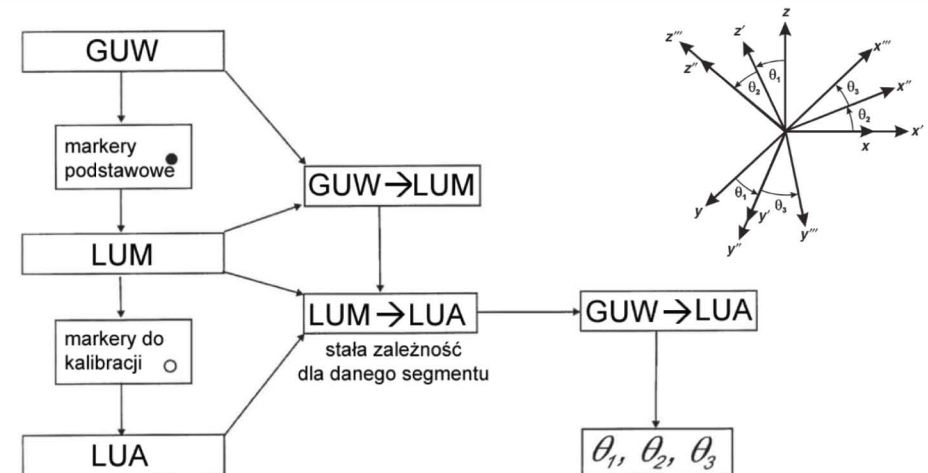 GUW
markery
podstawowe
GUW→LUM
LUM
LUM→LUA
stała zależność
dla danego segmentu
GUW→LUA
markery do
kalibracji
LUA
θ₁, θ₂, θ₃
z
z'
z'''
z''
θ₁
θ₂
x'''
x''
θ₃
θ₂
x
x'
θ₁
θ₃
y
y'
y''
y'''